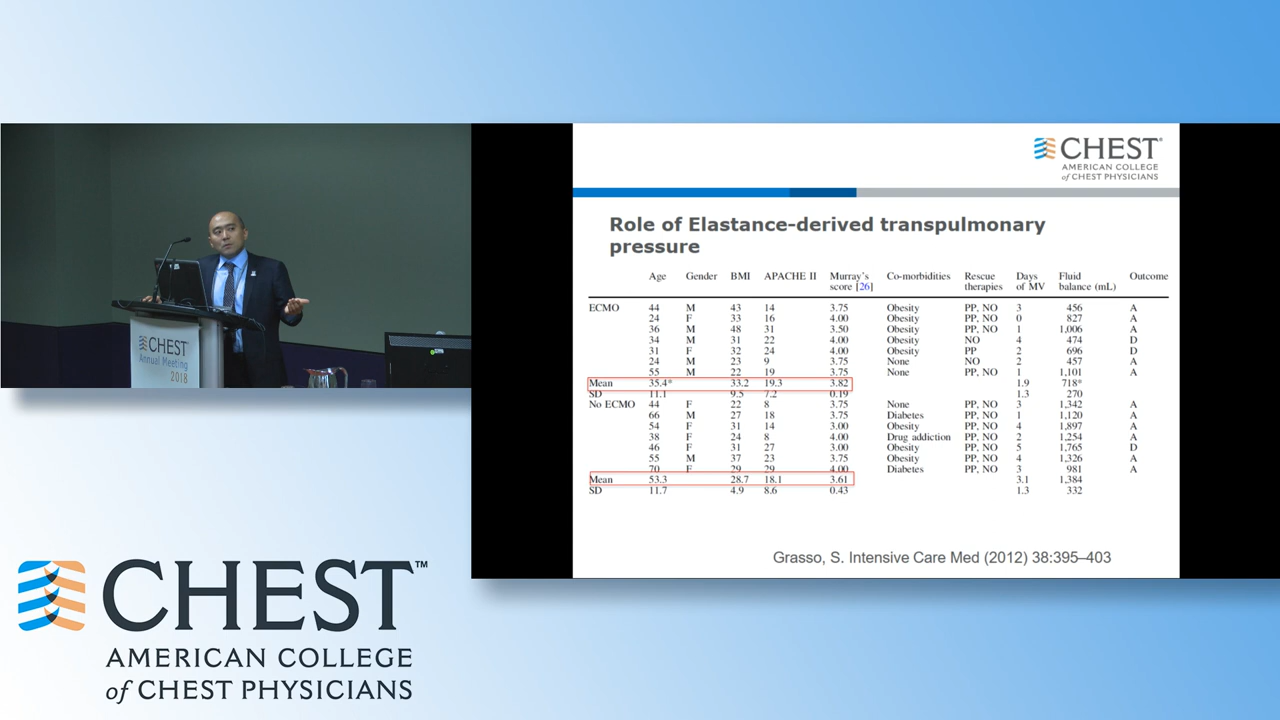 CHEST
Annual Meeting
2018
CHEST™
AMERICAN COLLEGE
of CHEST PHYSICIANS
CHEST®
AMERICAN COLLEGE
of CHEST PHYSICIANS
Role of Elastance-derived transpulmonary
pressure
Age Gender BMI APACHE II Murray's Co-morbidities Rescue Days Fluid Outcome
score [26] therapies of MV balance (mL)
ECMO 44 M 43 14 3.75 Obesity PP, NO 3 456 A
24 F 33 16 4.00 Obesity PP, NO 0 827 A
36 M 48 31 3.50 Obesity PP, NO 1 1,006 A
34 M 31 22 4.00 Obesity NO 4 474 D
31 F 32 24 4.00 Obesity PP 2 696 D
24 M 23 9 3.75 None NO 2 457 A
55 M 22 19 3.75 None PP, NO 1 1,101 A
Mean 35.4* 33.2 19.3 3.82 1.9 718*
SD 11.1 9.5 7.2 0.19 1.3 270
No ECMO 44 F 22 8 3.75 None PP, NO 3 1,342 A
66 M 27 18 3.75 Diabetes PP, NO 1 1,120 A
54 F 31 14 3.00 Obesity PP, NO 4 1,897 A
38 F 24 8 4.00 Drug addiction PP, NO 2 1,254 A
46 F 31 27 3.00 Obesity PP, NO 5 1,765 D
55 M 37 23 3.75 Obesity PP, NO 4 1,326 A
70 F 29 29 4.00 Diabetes PP, NO 3 981 A
Mean 53.3 28.7 18.1 3.61 3.1 1,384
SD 11.7 4.9 8.6 0.43 1.3 332
Grasso, S. Intensive Care Med (2012) 38:395–403